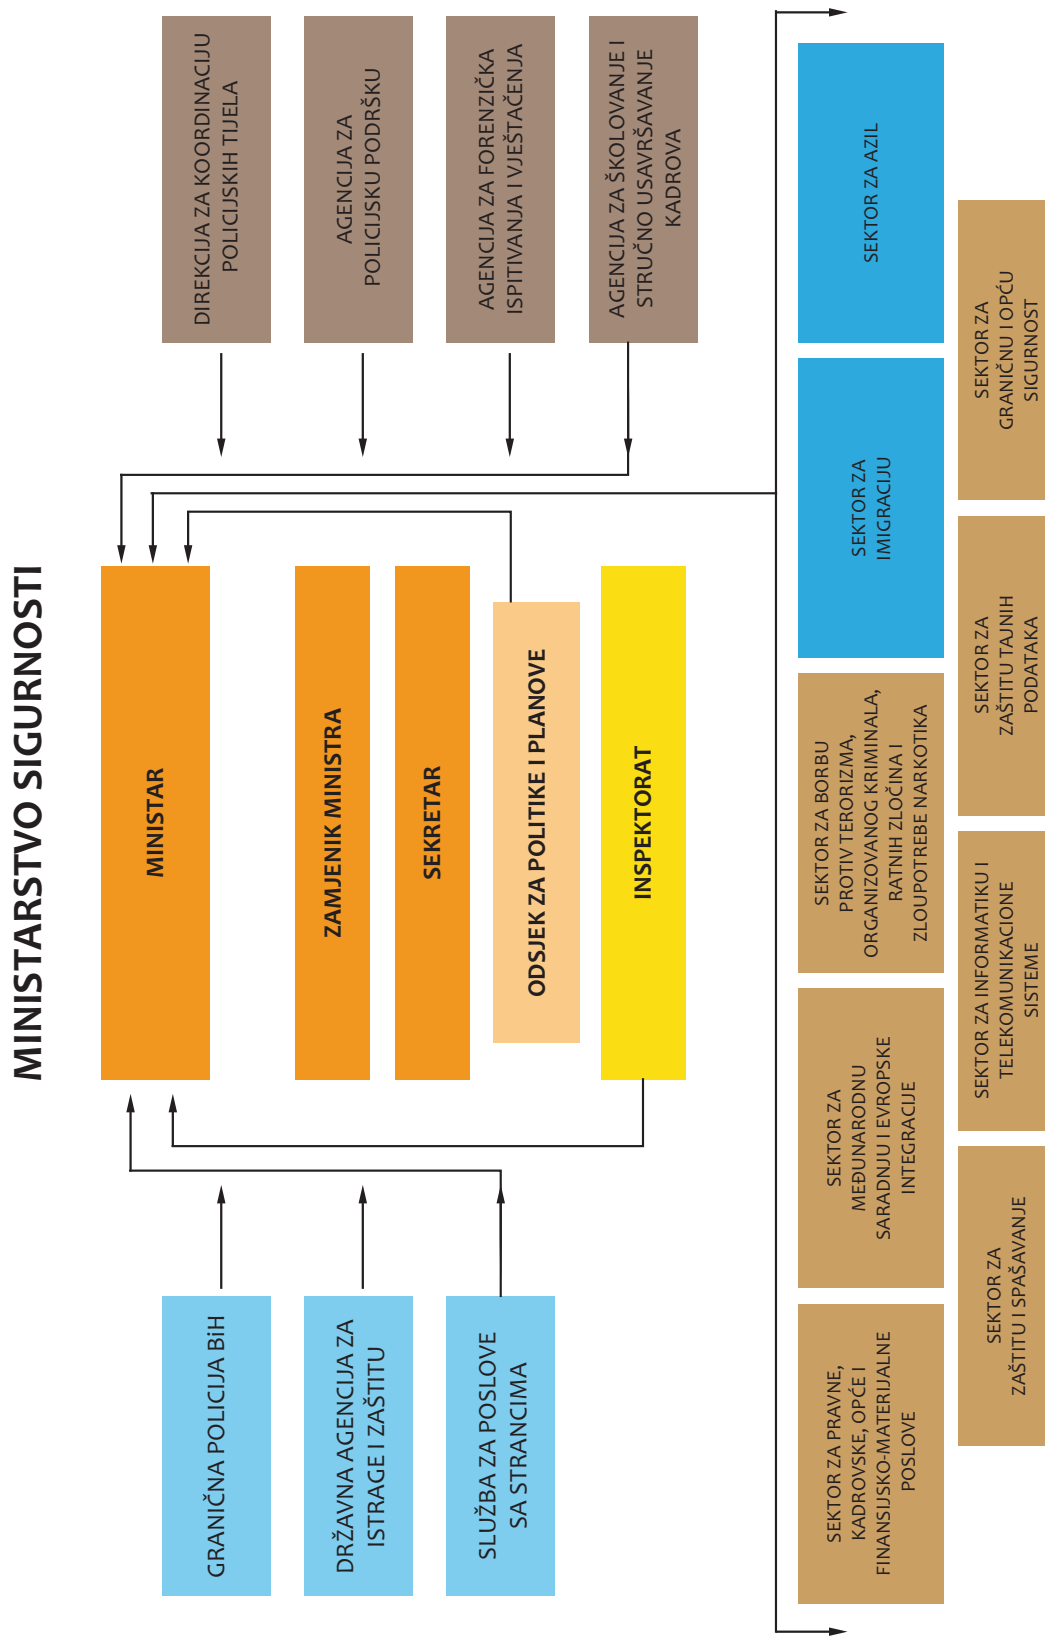 MINISTARSTVO SIGURNOSTI
MINISTAR
ZAMJENIK MINISTRA
SEKRETAR
ODSJEK ZA POLITIKE I PLANOVE
INSPEKTORAT
GRANIČNA POLICIJA BiH
DRŽAVNA AGENCIJA ZA
ISTRAGE I ZAŠTITU
SLUŽBA ZA POSLOVE
SA STRANCIMA
DIREKCIJA ZA KOORDINACIJU
POLICIJSKIH TIJELA
AGENCIJA ZA
POLICIJSKU PODRŠKU
AGENCIJA ZA FORENZIČKA
ISPITIVANJA I VJEŠTAČENJA
AGENCIJA ZA ŠKOLOVANJE I
STRUČNO USAVRŠAVANJE
KADROVA
SEKTOR ZA PRAVNE,
KADROVSKE, OPĆE I
FINANSIJSKO-MATERIJALNE
POSLOVE
SEKTOR ZA
MEĐUNARODNU
SARADNJU I EVROPSKE
INTEGRACIJE
SEKTOR ZA BORBU
PROTIV TERORIZMA,
ORGANIZOVANOG KRIMINALA,
RATNIH ZLOČINA I
ZLOUPOTREBE NARKOTIKA
SEKTOR ZA
IMIGRACIJU
SEKTOR ZA AZIL
SEKTOR ZA
ZAŠTITU I SPAŠAVANJE
SEKTOR ZA INFORMATIKU I
TELEKOMUNIKACIONE
SISTEME
SEKTOR ZA
ZAŠTITU TAJNIH
PODATAKA
SEKTOR ZA
GRANIČNU I OPĆU
SIGURNOST